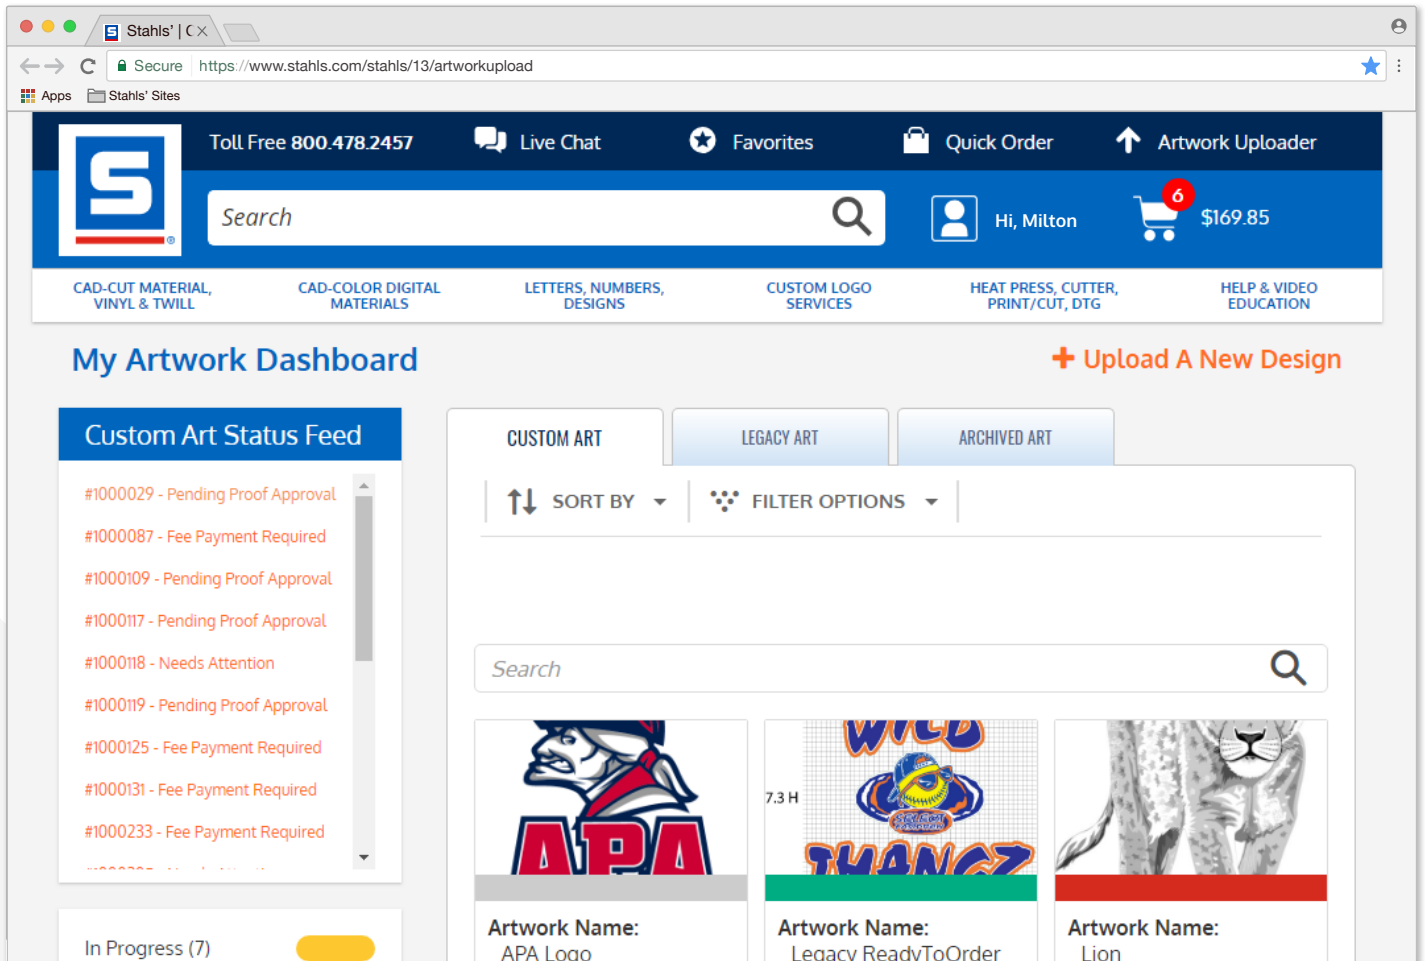 Stahls' | C
Secure
https://www.stahls.com/stahls/13/artworkupload
Apps
Stahls' Sites
Toll Free 800.478.2457
Live Chat
Favorites
Quick Order
Artwork Uploader
S
®
Search
Hi, Milton
6
$169.85
CAD-CUT MATERIAL,
VINYL & TWILL
CAD-COLOR DIGITAL
MATERIALS
LETTERS, NUMBERS,
DESIGNS
CUSTOM LOGO
SERVICES
HEAT PRESS, CUTTER,
PRINT/CUT, DTG
HELP & VIDEO
EDUCATION
My Artwork Dashboard
Upload A New Design
Custom Art Status Feed
#1000029 - Pending Proof Approval
#1000087 - Fee Payment Required
#1000109 - Pending Proof Approval
#1000117 - Pending Proof Approval
#1000118 - Needs Attention
#1000119 - Pending Proof Approval
#1000125 - Fee Payment Required
#1000131 - Fee Payment Required
#1000233 - Fee Payment Required
In Progress (7)
CUSTOM ART
LEGACY ART
ARCHIVED ART
SORT BY
FILTER OPTIONS
Search
APA
WILD
7.3 H
SELECT
THANGZ
Artwork Name:
APA Logo
Artwork Name:
Legacy ReadyToOrder
Artwork Name:
Lion